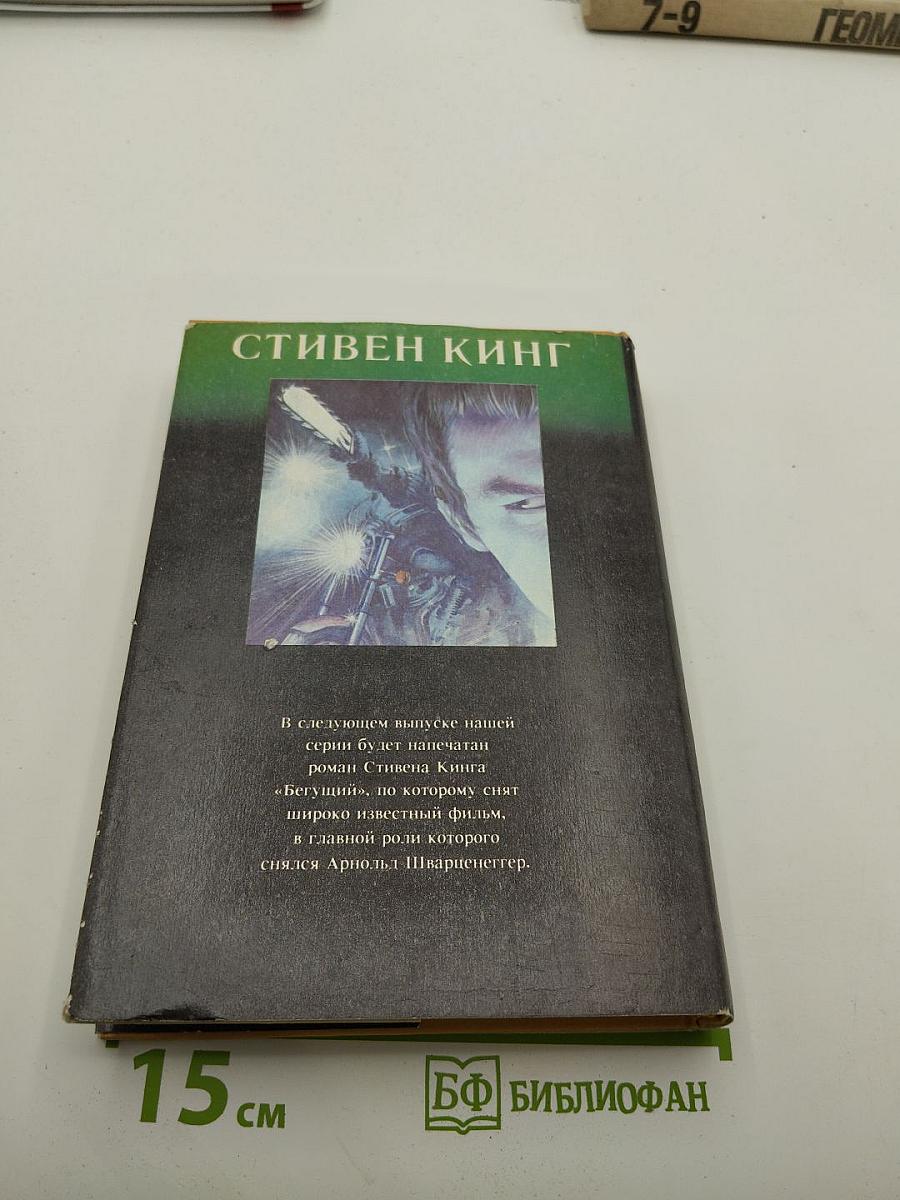 7-9
ГЕОМ
СТИВЕН КИНГ
В следующем выпуске нашей
серии будет напечатан
роман Стивена Кинга
«Бегущий», по которому снят
широко известный фильм,
в главной роли которого
снялся Арнольд Шварценеггер.
15 см
БФ БИБЛИОФАН